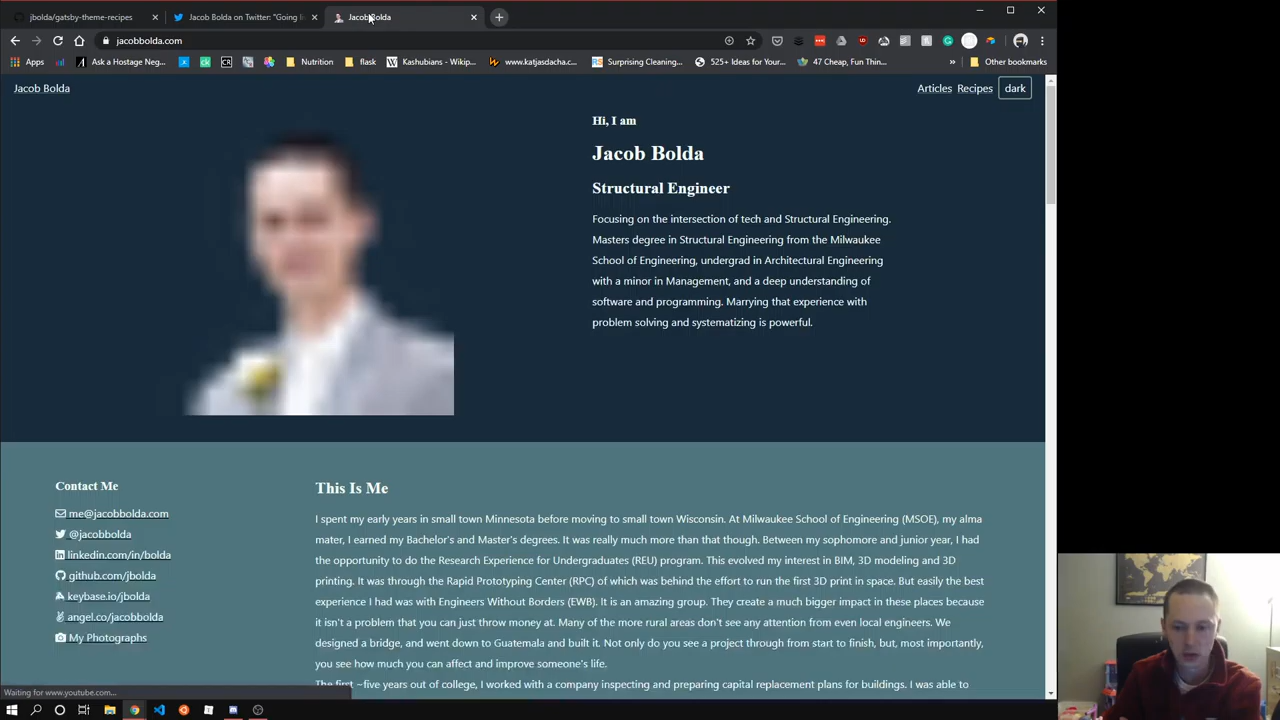 jbolda/gatsby-theme-recipes
Jacob Bolda on Twitter: "Going li
Jacob Bolda
jacobbolda.com
Apps
Ask a Hostage Neg...
Nutrition
flask
Kashubians - Wikip...
www.katjasdacha.c...
Surprising Cleaning...
525+ Ideas for Your...
47 Cheap, Fun Thin...
»
Other bookmarks
Jacob Bolda
Articles
Recipes
dark
Hi, I am
Jacob Bolda
Structural Engineer
Focusing on the intersection of tech and Structural Engineering.
Masters degree in Structural Engineering from the Milwaukee
School of Engineering, undergrad in Architectural Engineering
with a minor in Management, and a deep understanding of
software and programming. Marrying that experience with
problem solving and systematizing is powerful.
Contact Me
me@jacobbolda.com
@jacobbolda
linkedin.com/in/bolda
github.com/jbolda
keybase.io/jbolda
angel.co/jacobbolda
My Photographs
This Is Me
I spent my early years in small town Minnesota before moving to small town Wisconsin. At Milwaukee School of Engineering (MSOE), my alma
mater, I earned my Bachelor's and Master's degrees. It was really much more than that though. Between my sophomore and junior year, I had
the opportunity to do the Research Experience for Undergraduates (REU) program. This evolved my interest in BIM, 3D modeling and 3D
printing. It was through the Rapid Prototyping Center (RPC) of which was behind the effort to run the first 3D print in space. But easily the best
experience I had was with Engineers Without Borders (EWB). It is an amazing group. They create a much bigger impact in these places because
it isn't a problem that you can just throw money at. Many of the more rural areas don't see any attention from even local engineers. We
designed a bridge, and went down to Guatemala and built it. Not only do you see a project through from start to finish, but, most importantly,
you see how much you can affect and improve someone's life.
The first ~five years out of college, I worked with a company inspecting and preparing capital replacement plans for buildings. I was able to
Waiting for www.youtube.com...